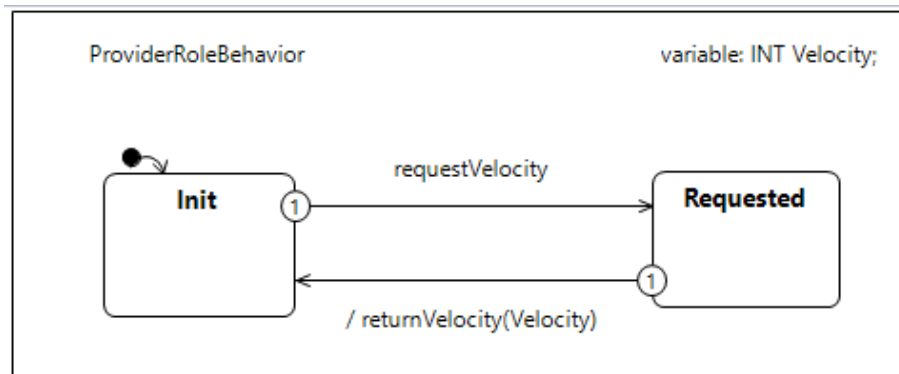 ProviderRoleBehavior
variable: INT Velocity;
requestVelocity
Init
1
Requested
1
/ returnVelocity(Velocity)